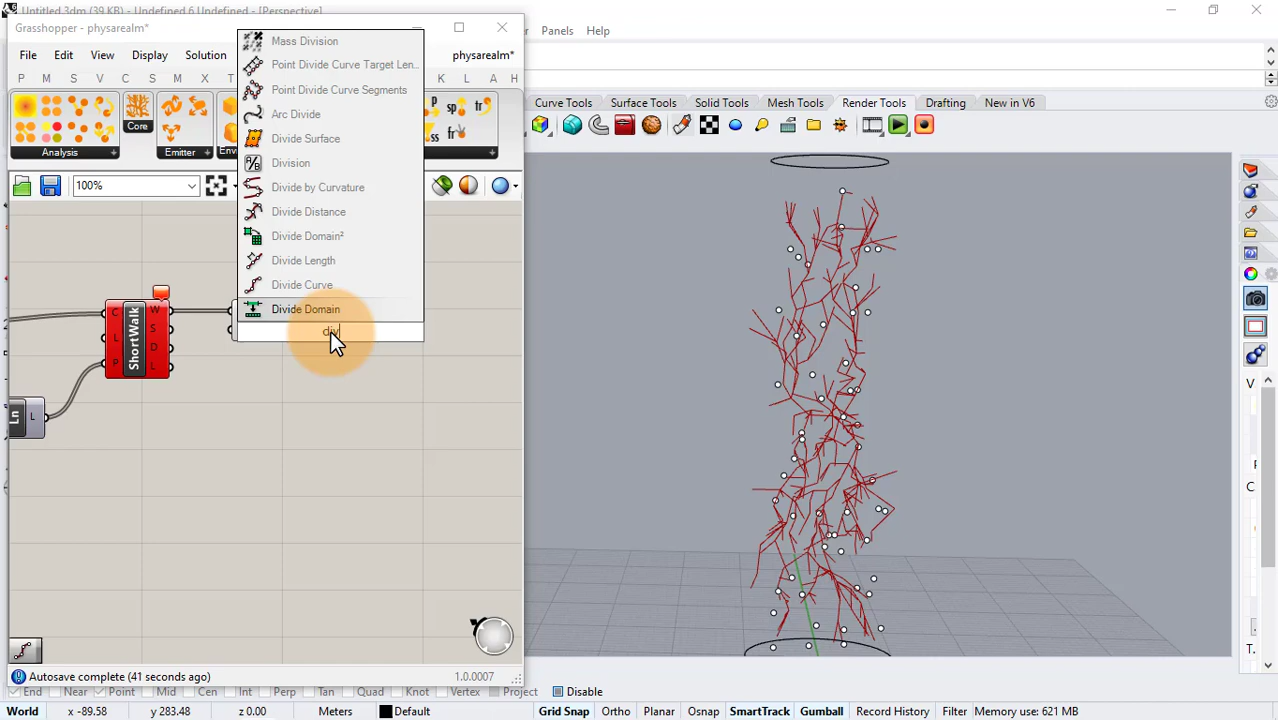 Untitled 3dm (39 KB) - Undefined 6 Undefined - [Perspective]
Grasshopper - physarealm*
File Edit View Display Solution
physarealm*
Panels Help
P M S V C S M X T K L A H
Core
Analysis
Emitter
Curve Tools Surface Tools Solid Tools Mesh Tools Render Tools Drafting New in V6
100%
Mass Division
Point Divide Curve Target Len...
Point Divide Curve Segments
Arc Divide
Divide Surface
Division
Divide by Curvature
Divide Distance
Divide Domain²
Divide Length
Divide Curve
Divide Domain
div
C
L
P
ShortWalk
W
S
D
L
Ln
L
Autosave complete (41 seconds ago)
1.0.0007
End Near Point Mid Cen Int Perp Tan Quad Knot Vertex Project Disable
World x -89.58 y 283.48 z 0.00 Meters Default Grid Snap Ortho Planar Osnap SmartTrack Gumball Record History Filter Memory use: 621 MB